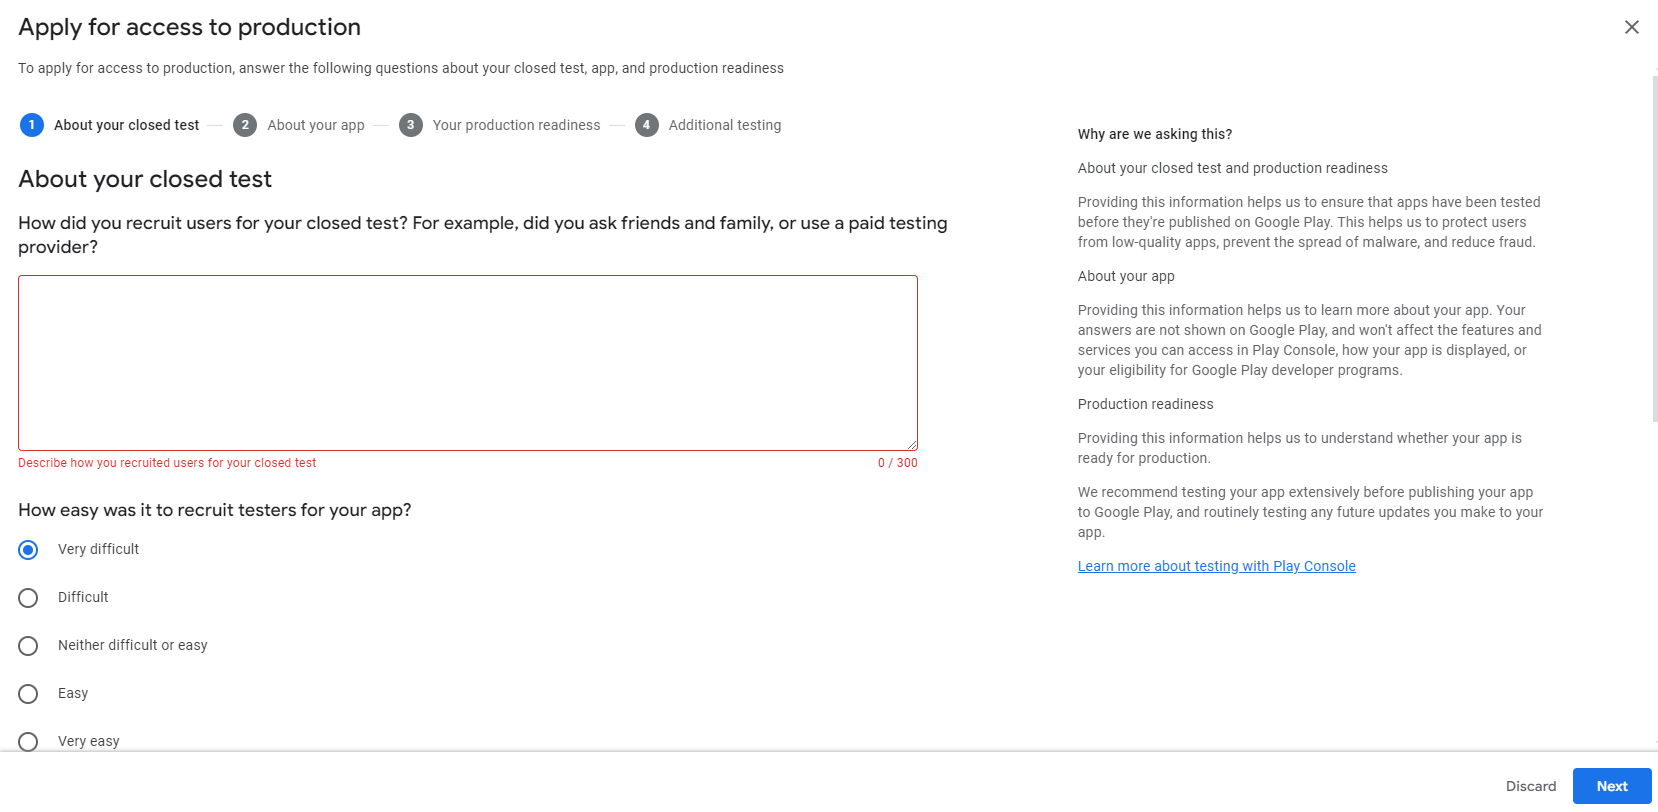 Apply for access to production
To apply for access to production, answer the following questions about your closed test, app, and production readiness
1 About your closed test
2 About your app
3 Your production readiness
4 Additional testing
About your closed test
How did you recruit users for your closed test? For example, did you ask friends and family, or use a paid testing
provider?
Describe how you recruited users for your closed test
0 / 300
How easy was it to recruit testers for your app?
Very difficult
Difficult
Neither difficult or easy
Easy
Very easy
Why are we asking this?
About your closed test and production readiness
Providing this information helps us to ensure that apps have been tested
before they're published on Google Play. This helps us to protect users
from low-quality apps, prevent the spread of malware, and reduce fraud.
About your app
Providing this information helps us to learn more about your app. Your
answers are not shown on Google Play, and won't affect the features and
services you can access in Play Console, how your app is displayed, or
your eligibility for Google Play developer programs.
Production readiness
Providing this information helps us to understand whether your app is
ready for production.
We recommend testing your app extensively before publishing your app
to Google Play, and routinely testing any future updates you make to your
app.
Learn more about testing with Play Console
Discard
Next